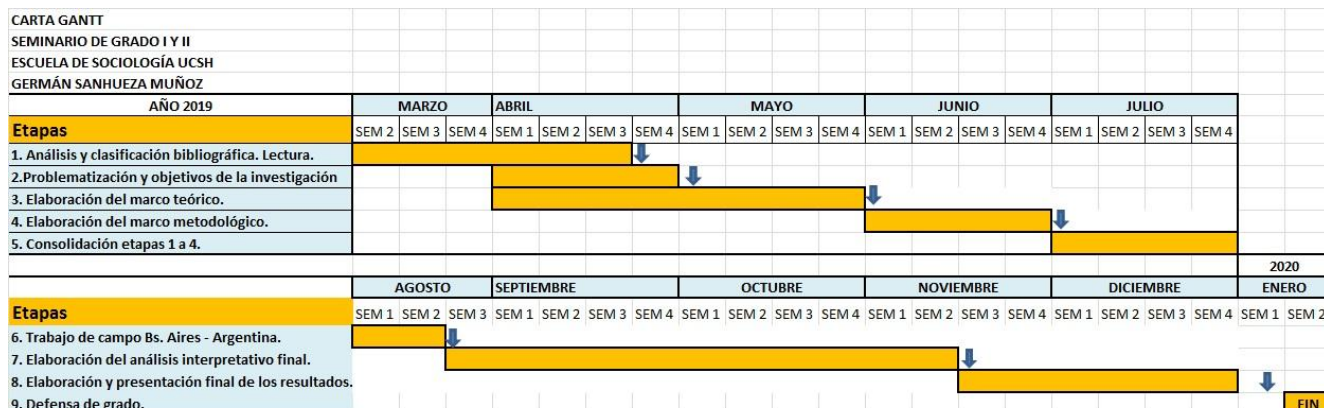 CARTA GANTT
SEMINARIO DE GRADO I Y II
ESCUELA DE SOCIOLOGÍA UCSH
GERMÁN SANHUEZA MUÑOZ
AÑO 2019 MARZO ABRIL MAYO JUNIO JULIO
Etapas SEM 2 SEM 3 SEM 4 SEM 1 SEM 2 SEM 3 SEM 4 SEM 1 SEM 2 SEM 3 SEM 4 SEM 1 SEM 2 SEM 3 SEM 4 SEM 1 SEM 2 SEM 3 SEM 4
1. Análisis y clasificación bibliográfica. Lectura.
2.Problematización y objetivos de la investigación
3. Elaboración del marco teórico.
4. Elaboración del marco metodológico.
5. Consolidación etapas 1 a 4.
2020
AGOSTO SEPTIEMBRE OCTUBRE NOVIEMBRE DICIEMBRE ENERO
Etapas SEM 1 SEM 2 SEM 3 SEM 1 SEM 2 SEM 3 SEM 4 SEM 1 SEM 2 SEM 3 SEM 4 SEM 1 SEM 2 SEM 3 SEM 4 SEM 1 SEM 2 SEM 3 SEM 4 SEM 1 SEM 2
6. Trabajo de campo Bs. Aires - Argentina.
7. Elaboración del análisis interpretativo final.
8. Elaboración y presentación final de los resultados.
9. Defensa de grado. FIN